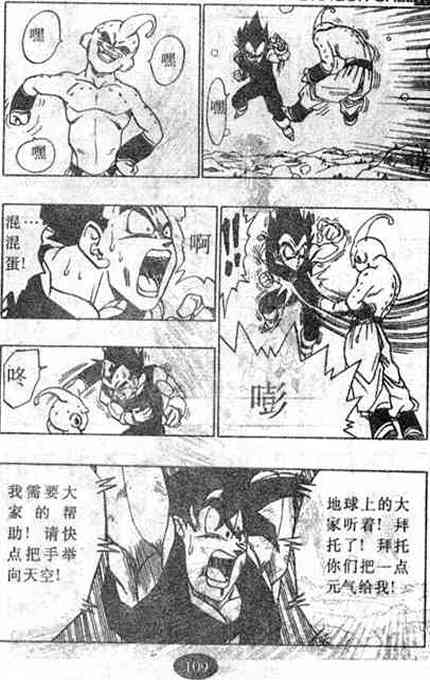 嘿
嘿
嘿
嘿
嘭
啊
混…
混
蛋！
咚
地球上的大
家听着！拜
托了！拜托
你们把一点
元气给我！
我需要大
家的帮
助！请快
点把手举
向天空！
109